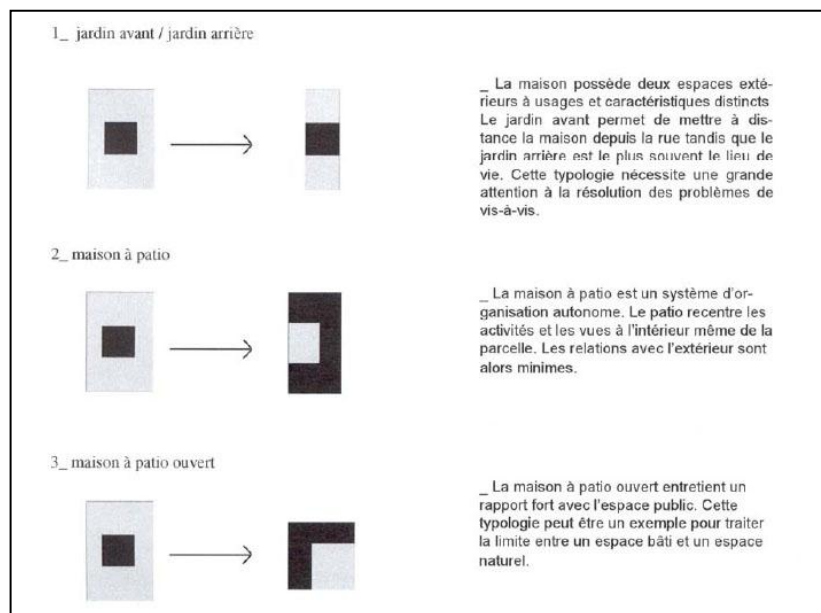 1_ jardin avant / jardin arrière
_ La maison possède deux espaces exté-
rieurs à usages et caractéristiques distincts
Le jardin avant permet de mettre à dis-
tance la maison depuis la rue tandis que le
jardin arrière est le plus souvent le lieu de
vie. Cette typologie nécessite une grande
attention à la résolution des problèmes de
vis-à-vis.
2_ maison à patio
_ La maison à patio est un système d'or-
ganisation autonome. Le patio recentre les
activités et les vues à l'intérieur même de la
parcelle. Les relations avec l'extérieur sont
alors minimes.
3_ maison à patio ouvert
_ La maison à patio ouvert entretient un
rapport fort avec l'espace public. Cette
typologie peut être un exemple pour traiter
la limite entre un espace bâti et un espace
naturel.